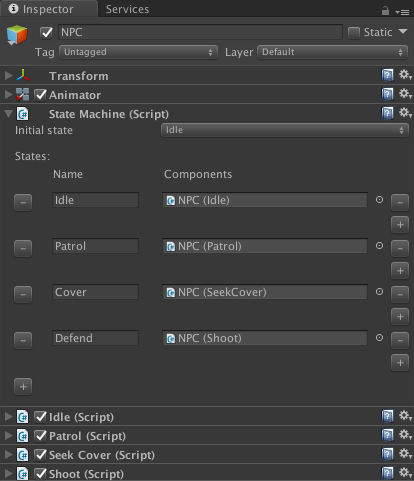 Inspector Services
NPC Static
Tag Untagged Layer Default
Transform
Animator
State Machine (Script)
Initial state Idle
States:
Name Components
Idle NPC (Idle)
Patrol NPC (Patrol)
Cover NPC (SeekCover)
Defend NPC (Shoot)
Idle (Script)
Patrol (Script)
Seek Cover (Script)
Shoot (Script)